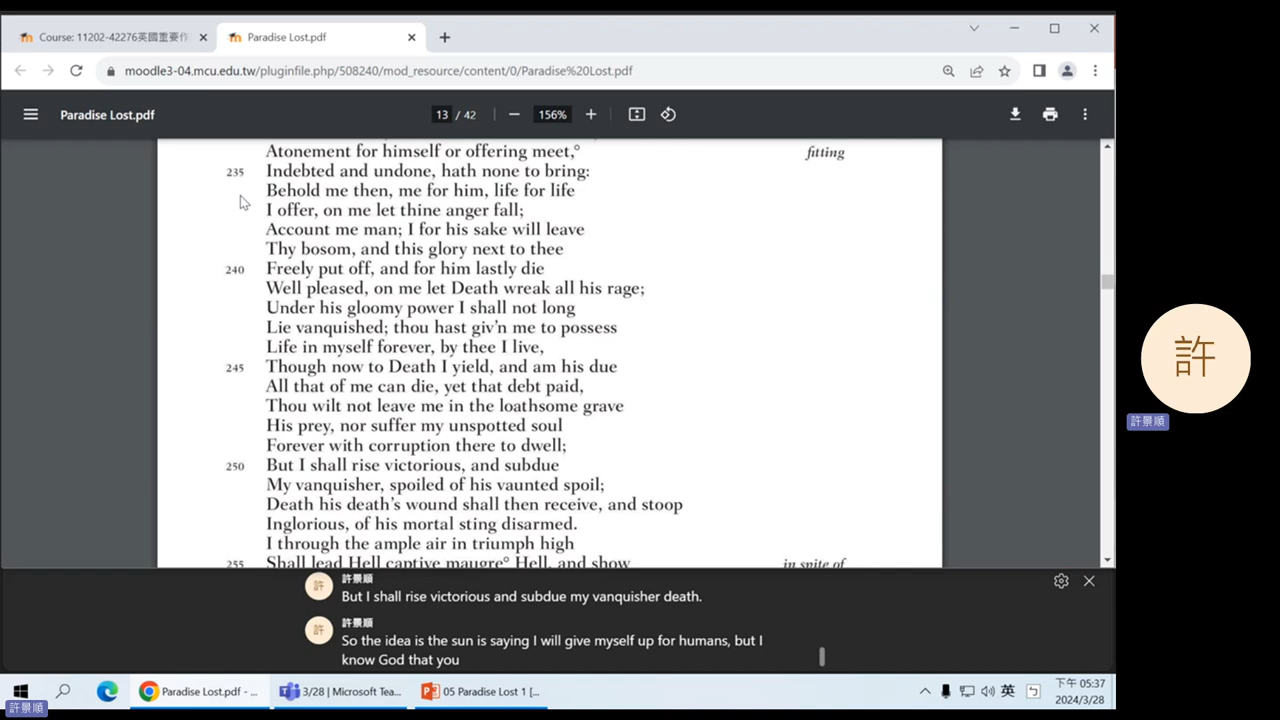 Course: 11202-42276英國重要作
Paradise Lost.pdf
moodle3-04.mcu.edu.tw/pluginfile.php/508240/mod_resource/content/0/Paradise%20Lost.pdf
Paradise Lost.pdf
13 / 42
156%
Atonement for himself or offering meet,° fitting
235 Indebted and undone, hath none to bring:
Behold me then, me for him, life for life
I offer, on me let thine anger fall;
Account me man; I for his sake will leave
Thy bosom, and this glory next to thee
240 Freely put off, and for him lastly die
Well pleased, on me let Death wreak all his rage;
Under his gloomy power I shall not long
Lie vanquished; thou hast giv'n me to possess
Life in myself forever, by thee I live,
245 Though now to Death I yield, and am his due
All that of me can die, yet that debt paid,
Thou wilt not leave me in the loathsome grave
His prey, nor suffer my unspotted soul
Forever with corruption there to dwell;
250 But I shall rise victorious, and subdue
My vanquisher, spoiled of his vaunted spoil;
Death his death's wound shall then receive, and stoop
Inglorious, of his mortal sting disarmed.
I through the ample air in triumph high
255 Shall lead Hell captive maugre° Hell, and show in spite of
許
許景順
許 許景順
But I shall rise victorious and subdue my vanquisher death.
許 許景順
So the idea is the sun is saying I will give myself up for humans, but I
know God that you
Paradise Lost.pdf - ...
3/28 | Microsoft Tea...
05 Paradise Lost 1 [...
英
下午 05:37
2024/3/28
許景順